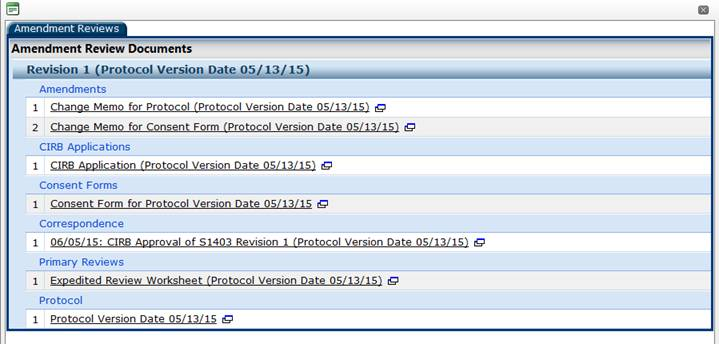 Amendment Reviews
Amendment Review Documents
Revision 1 (Protocol Version Date 05/13/15)
Amendments
1 Change Memo for Protocol (Protocol Version Date 05/13/15)
2 Change Memo for Consent Form (Protocol Version Date 05/13/15)
CIRB Applications
1 CIRB Application (Protocol Version Date 05/13/15)
Consent Forms
1 Consent Form for Protocol Version Date 05/13/15
Correspondence
1 06/05/15: CIRB Approval of S1403 Revision 1 (Protocol Version Date 05/13/15)
Primary Reviews
1 Expedited Review Worksheet (Protocol Version Date 05/13/15)
Protocol
1 Protocol Version Date 05/13/15